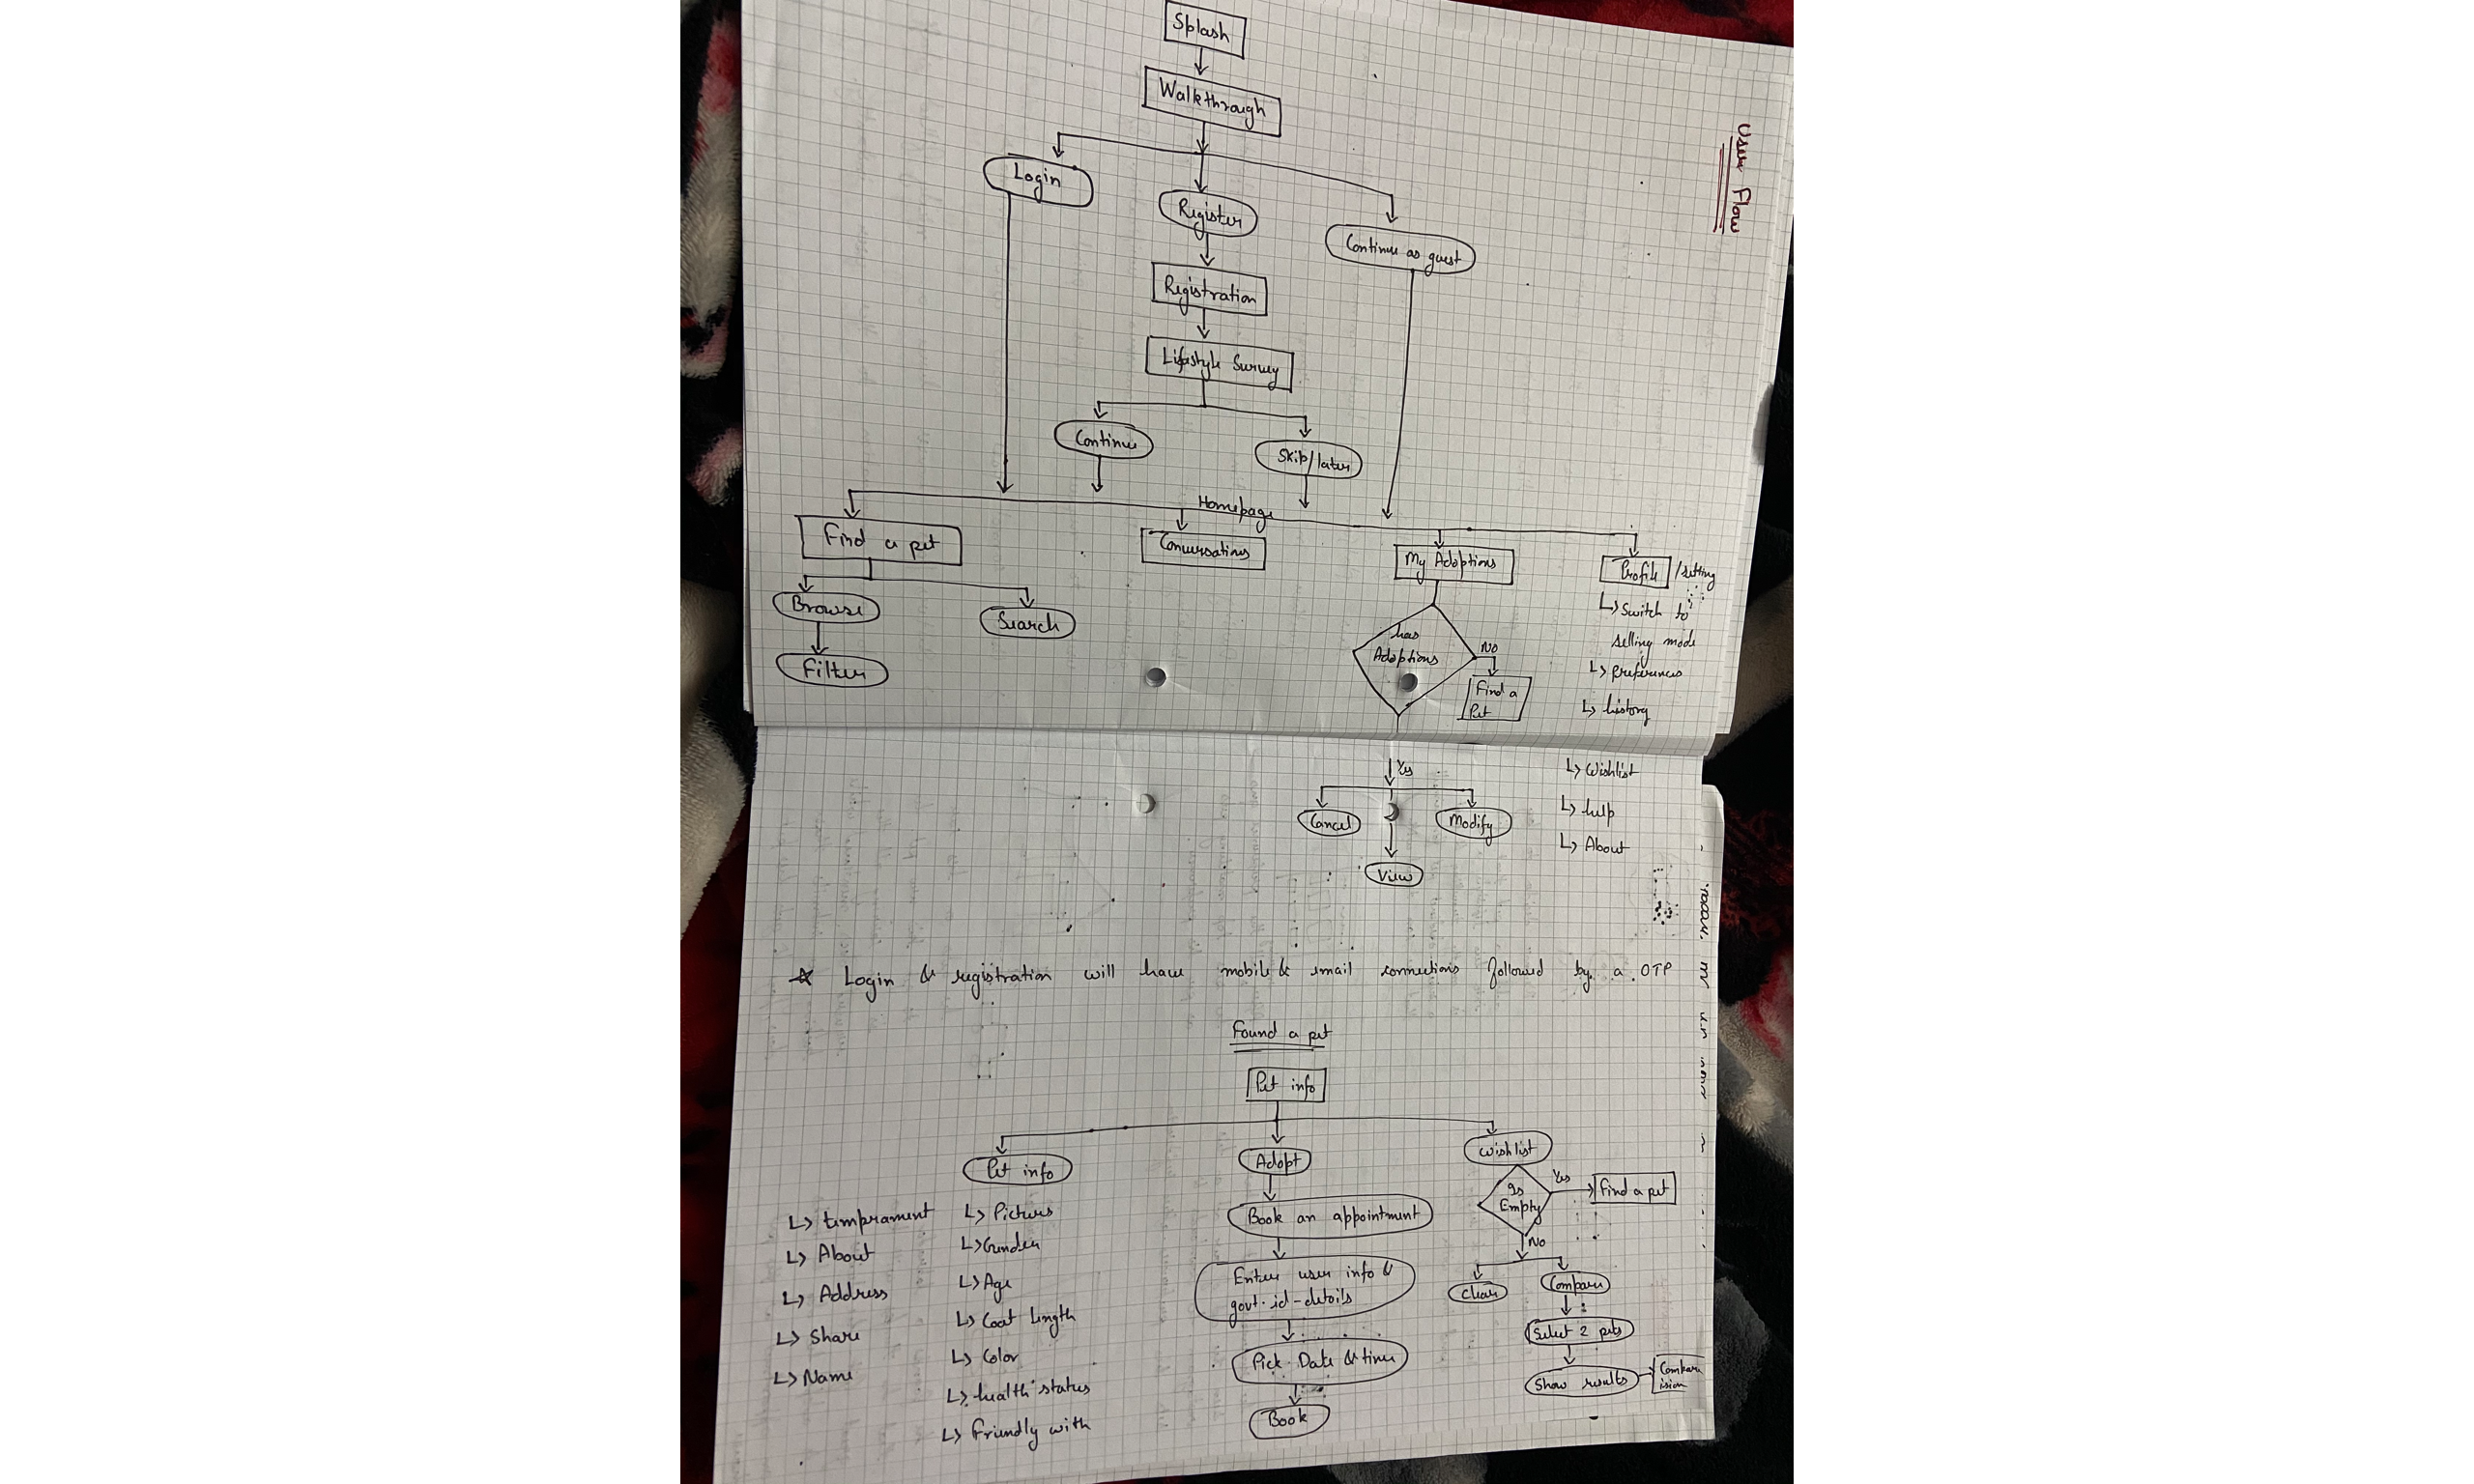 User Flow
Splash
Walkthrough
Login
Register
Continue as guest
Registration
Lifestyle Survey
Continue
Skip/later
Homepage
Find a pet
Conversations
My Adoptions
Profile /setting
Browse
Search
Filter
has
Adoptions
No
Find a
Pet
↳ Switch to
selling mode
↳ preferences
↳ history
Yes
Cancel
Modify
View
↳ Wishlist
↳ help
↳ About
☆ Login & registration will have mobile & email connections followed by a OTP
Found a pet
Pet info
Pet info
Adopt
Wishlist
↳ temprament
↳ About
↳ Address
↳ Share
↳ Name
↳ Pictures
↳ Gender
↳ Age
↳ Coat length
↳ Color
↳ health status
↳ friendly with
Book an appointment
Enter user info &
govt. id-details
Pick Date & time
Book
Is
Empty
Yes
Find a pet
No
Clear
Compare
Select 2 pets
Show results
Compare
ision